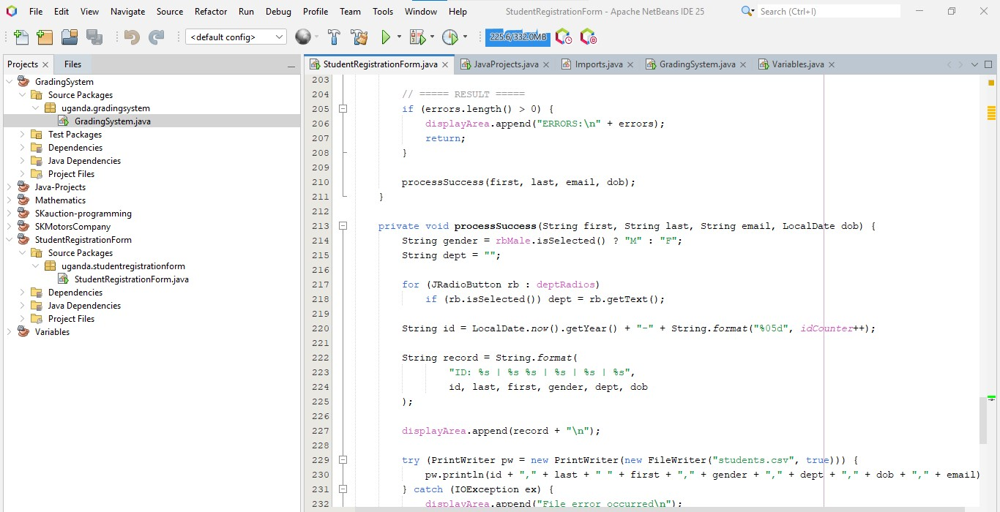 File Edit View Navigate Source Refactor Run Debug Profile Team Tools Window Help StudentRegistrationForm - Apache NetBeans IDE 25 Search (Ctrl+I)
<default config> 225.6/332.0MB
Projects Files
GradingSystem
Source Packages
uganda.gradingsystem
GradingSystem.java
Test Packages
Dependencies
Java Dependencies
Project Files
Java-Projects
Mathematics
SKauction-programming
SKMotorsCompany
StudentRegistrationForm
Source Packages
uganda.studentregistrationform
StudentRegistrationForm.java
Dependencies
Java Dependencies
Project Files
Variables
StudentRegistrationForm.java JavaProjects.java Imports.java GradingSystem.java Variables.java
203
204 // ===== RESULT =====
205 if (errors.length() > 0) {
206 displayArea.append("ERRORS:\n" + errors);
207 return;
208 }
209
210 processSuccess(first, last, email, dob);
211 }
212
213 private void processSuccess(String first, String last, String email, LocalDate dob) {
214 String gender = rbMale.isSelected() ? "M" : "F";
215 String dept = "";
216
217 for (JRadioButton rb : deptRadios)
218 if (rb.isSelected()) dept = rb.getText();
219
220 String id = LocalDate.now().getYear() + "-" + String.format("%05d", idCounter++);
221
222 String record = String.format(
223 "ID: %s | %s %s | %s | %s | %s",
224 id, last, first, gender, dept, dob
225 );
226
227 displayArea.append(record + "\n");
228
229 try (PrintWriter pw = new PrintWriter(new FileWriter("students.csv", true))) {
230 pw.println(id + "," + last + " " + first + "," + gender + "," + dept + "," + dob + "," + email)
231 } catch (IOException ex) {
232 displayArea.append("File error occurred\n");